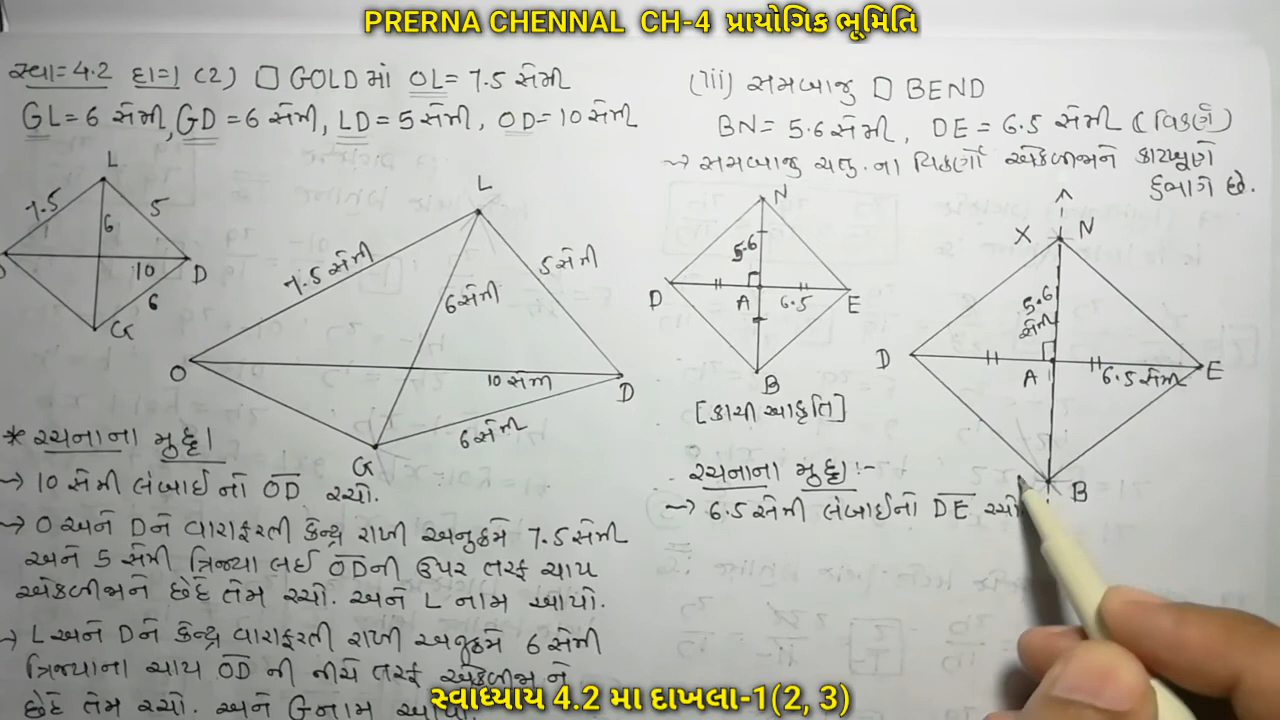 PRERNA CHENNAL CH-4 પ્રાયોગિક ભૂમિતિ
સ્વા=4.2 દા=1 (2) □ GOLD માં OL= 7.5 સેમી
GL=6 સેમી, GD=6 સેમી, LD=5 સેમી, OD=10 સેમી
L
7.5
5
6
10
D
6
G
L
7.5 સેમી
5 સેમી
6 સેમી
O
10 સેમી
D
6 સેમી
G
* રચનાના મુદ્દા
→ 10 સેમી લંબાઈ નો OD રચો.
→ O અને D ને વારાફરતી કેન્દ્ર રાખી અનુક્રમે 7.5 સેમી
અને 5 સેમી ત્રિજ્યા લઈ OD ની ઉપર તરફ ચાપ
એકબીજાને છેદે તેમ રચો. અને L નામ આપો.
→ L અને D ને કેન્દ્ર વારાફરતી રાખી અનુક્રમે 6 સેમી
ત્રિજ્યાના ચાપ OD ની નીચે તરફ એકબીજા ને
છેદે તેમ રચો. અને G નામ આપો.
(iii) સમબાજુ □ BEND
BN= 5.6 સેમી, DE = 6.5 સેમી (વિકર્ણ)
→ સમબાજુ ચતુ. ના વિકર્ણો એકબીજાને કાટખૂણે
દુભાગે છે.
N
5.6
D
A
6.5
E
B
[કાચી આકૃતિ]
X
N
5.6
સેમી
D
A
6.5 સેમી
E
B
રચનાના મુદ્દા :-
→ 6.5 સેમી લંબાઈનો DE રચો
સ્વાધ્યાય 4.2 મા દાખલા-1(2, 3)